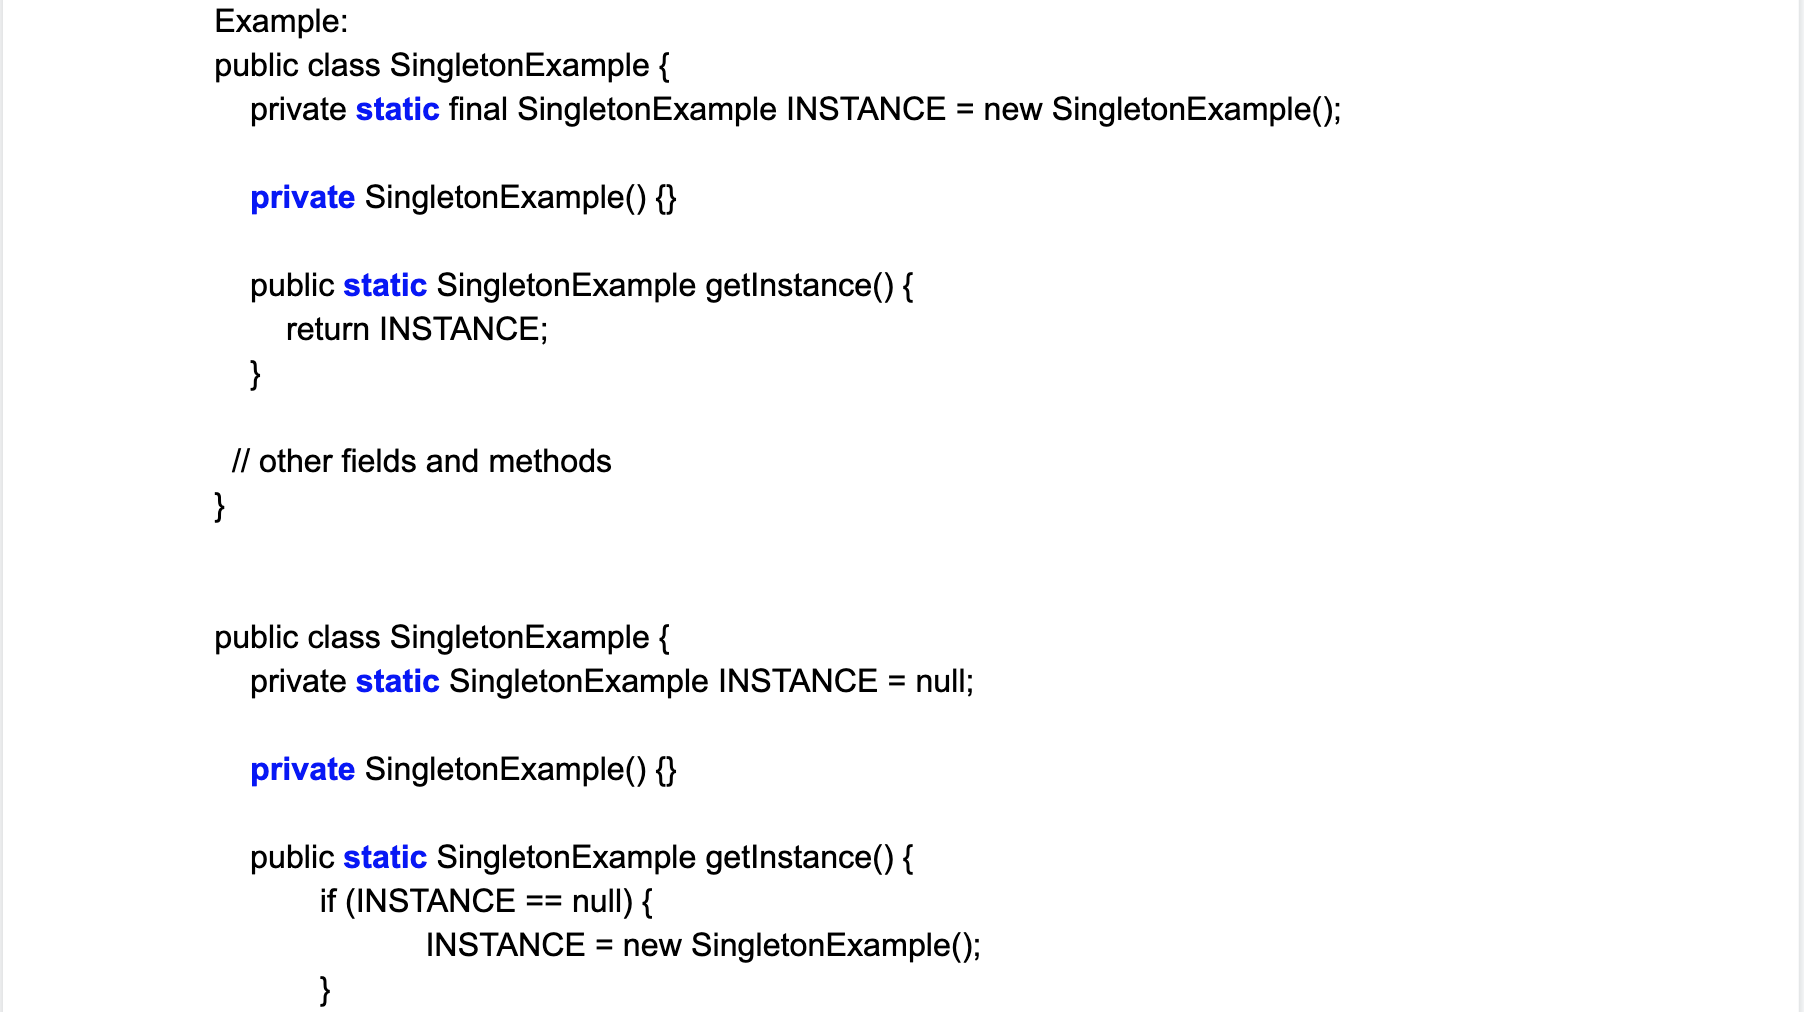 Example:
public class SingletonExample {
private static final SingletonExample INSTANCE = new SingletonExample();
private SingletonExample() {}
public static SingletonExample getInstance() {
return INSTANCE;
}
// other fields and methods
}
public class SingletonExample {
private static SingletonExample INSTANCE = null;
private SingletonExample() {}
public static SingletonExample getInstance() {
if (INSTANCE == null) {
INSTANCE = new SingletonExample();
}